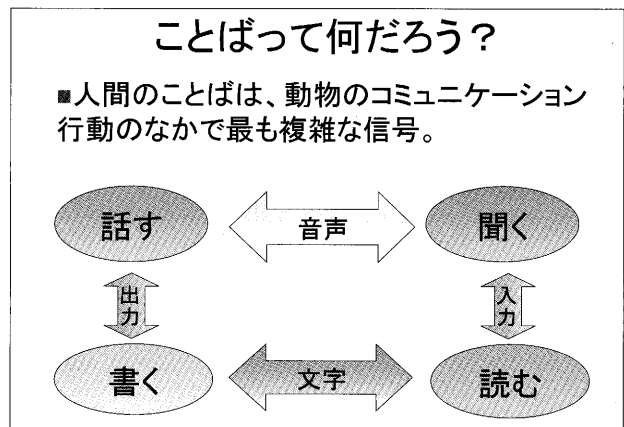 ことばって何だろう？
■人間のことばは、動物のコミュニケーション
行動のなかで最も複雑な信号。
話す
音声
聞く
出力
入力
書く
文字
読む